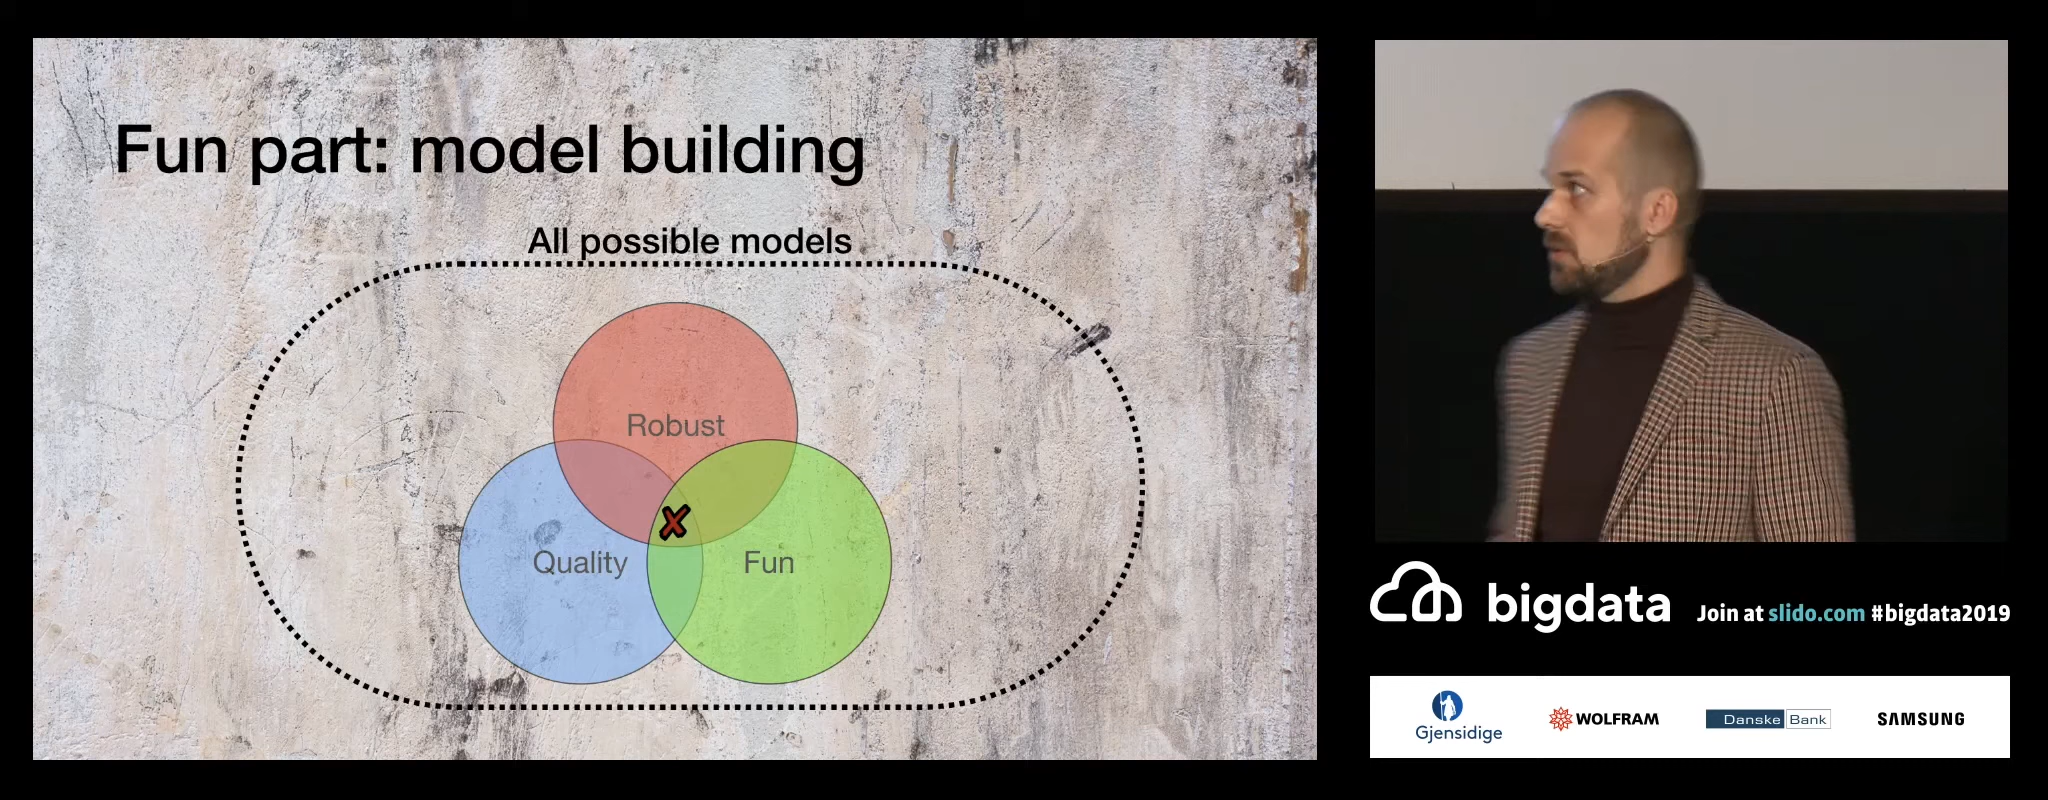 Fun part: model building
All possible models
Robust
Quality
Fun
bigdata
Join at slido.com #bigdata2019
Gjensidige
WOLFRAM
Danske Bank
SAMSUNG